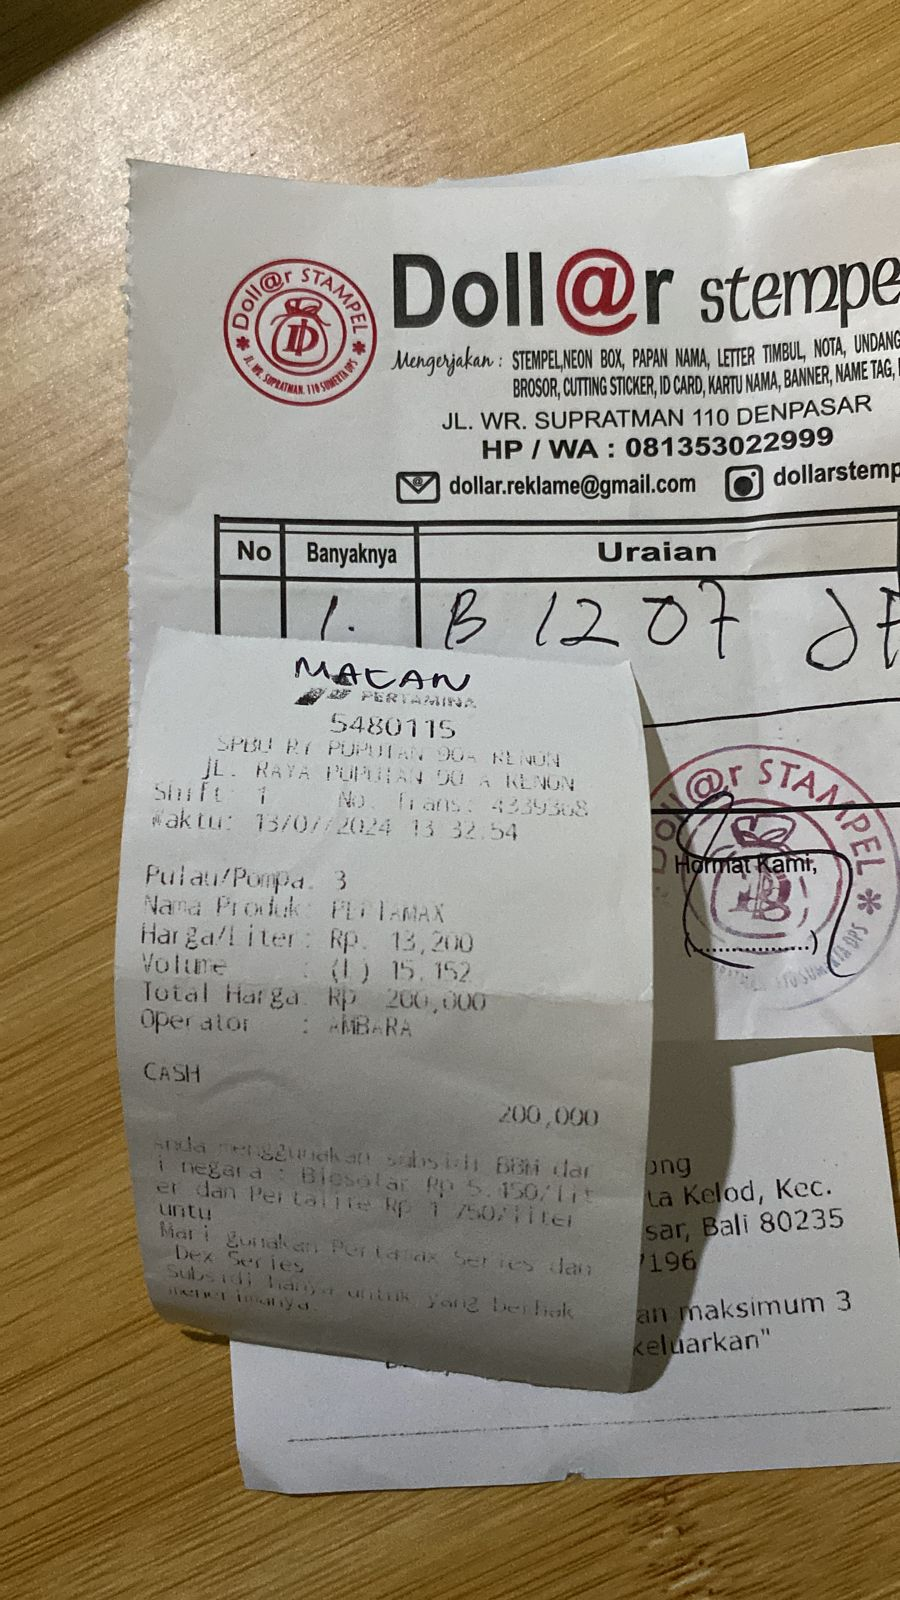 Doll@r STAMPEL
JL. WR. SUPRATMAN. 110 SUMERTA DPS
Doll@r stempe
Mengerjakan : STEMPEL,NEON BOX, PAPAN NAMA, LETTER TIMBUL, NOTA, UNDANG
BROSOR, CUTTING STICKER, ID CARD, KARTU NAMA, BANNER, NAME TAG,
JL. WR. SUPRATMAN 110 DENPASAR
HP / WA : 081353022999
dollar.reklame@gmail.com dollarstemp
No Banyaknya Uraian
1. B 1207
Doll@r STAMPEL
Hormat Kami,
(..................)
MACAN
PERTAMINA
5480115
SPBU RY PUPUTAN 90A RENON
JL. RAYA PUPUTAN 90 A RENON
Shift: 1 No. Trans: 4339368
Waktu: 13/07/2024 13:32:54
Pulau/Pompa: 3
Nama Produk: PERTAMAX
Harga/Liter: Rp. 13,200
Volume : (L) 15.152
Total Harga: Rp. 200,000
Operator : AMBARA
CASH
200,000
Anda menggunakan subsidi BBM dar
i negara : Biosolar Rp 5.450/lit
er dan Pertalite Rp 1.750/liter
untu
Mari gunakan Pertamax Series dan
Dex Series
Subsidi hanya untuk yang berhak
menerimanya.
ong
ta Kelod, Kec.
sar, Bali 80235
7196
an maksimum 3
keluarkan"